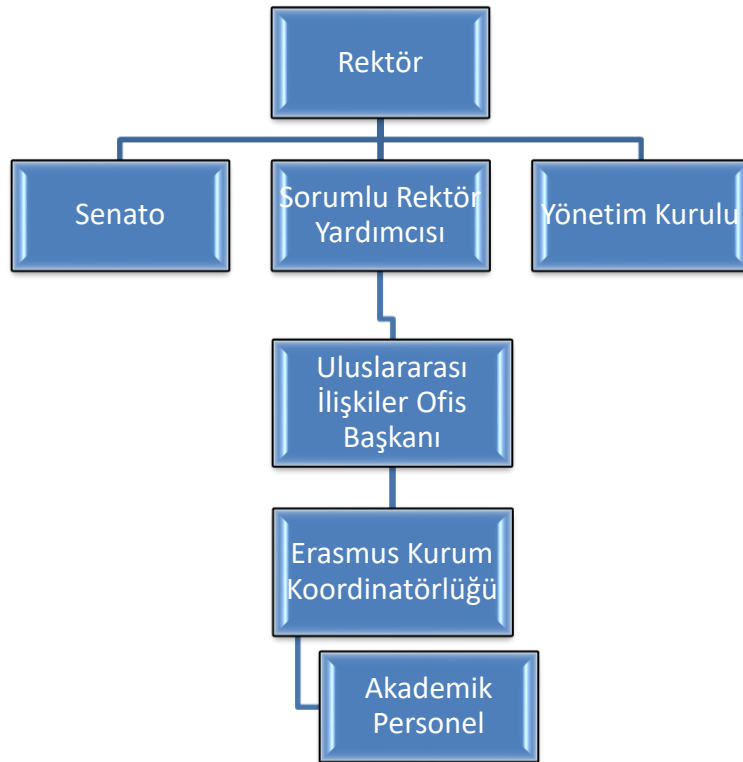 Rektör
Senato
Sorumlu Rektör
Yardımcısı
Yönetim Kurulu
Uluslararası
İlişkiler Ofis
Başkanı
Erasmus Kurum
Koordinatörlüğü
Akademik
Personel